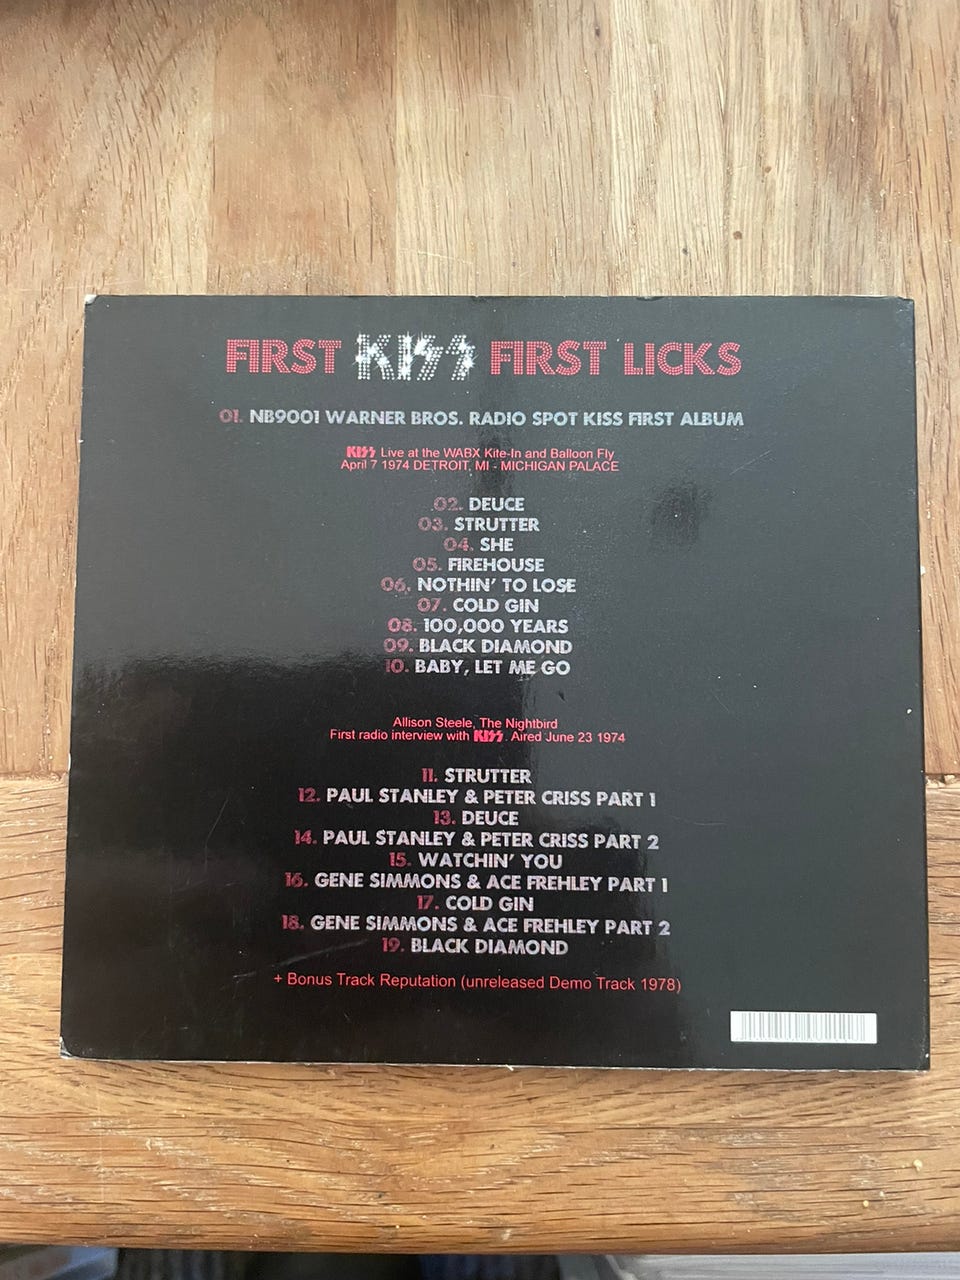 FIRST KISS FIRST LICKS
01. NB9001 WARNER BROS. RADIO SPOT KISS FIRST ALBUM
KISS Live at the WABX Kite-In and Balloon Fly
April 7 1974 DETROIT, MI - MICHIGAN PALACE
02. DEUCE
03. STRUTTER
04. SHE
05. FIREHOUSE
06. NOTHIN' TO LOSE
07. COLD GIN
08. 100,000 YEARS
09. BLACK DIAMOND
10. BABY, LET ME GO
Allison Steele, The Nightbird
First radio interview with KISS. Aired June 23 1974
11. STRUTTER
12. PAUL STANLEY & PETER CRISS PART 1
13. DEUCE
14. PAUL STANLEY & PETER CRISS PART 2
15. WATCHIN' YOU
16. GENE SIMMONS & ACE FREHLEY PART 1
17. COLD GIN
18. GENE SIMMONS & ACE FREHLEY PART 2
19. BLACK DIAMOND
+ Bonus Track Reputation (unreleased Demo Track 1978)